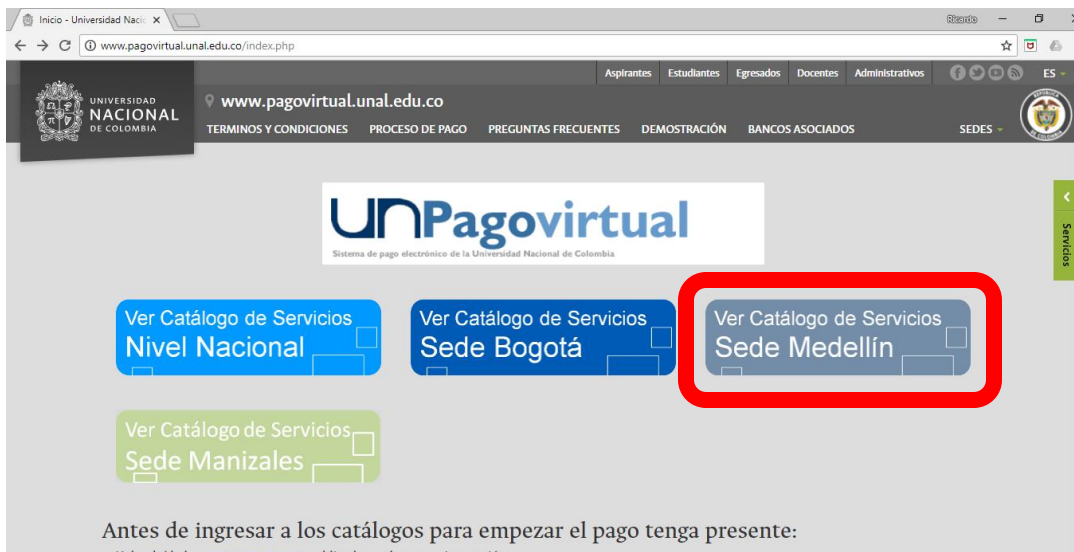 Inicio - Universidad Nacio
Ricardo
www.pagovirtual.unal.edu.co/index.php
Aspirantes Estudiantes Egresados Docentes Administrativos ES
UNIVERSIDAD
NACIONAL
DE COLOMBIA
www.pagovirtual.unal.edu.co
TERMINOS Y CONDICIONES PROCESO DE PAGO PREGUNTAS FRECUENTES DEMOSTRACIÓN BANCOS ASOCIADOS SEDES
Servicios
UNPagovirtual
Sistema de pago electrónico de la Universidad Nacional de Colombia
Ver Catálogo de Servicios
Nivel Nacional
Ver Catálogo de Servicios
Sede Bogotá
Ver Catálogo de Servicios
Sede Medellín
Ver Catálogo de Servicios
Sede Manizales
Antes de ingresar a los catálogos para empezar el pago tenga presente: